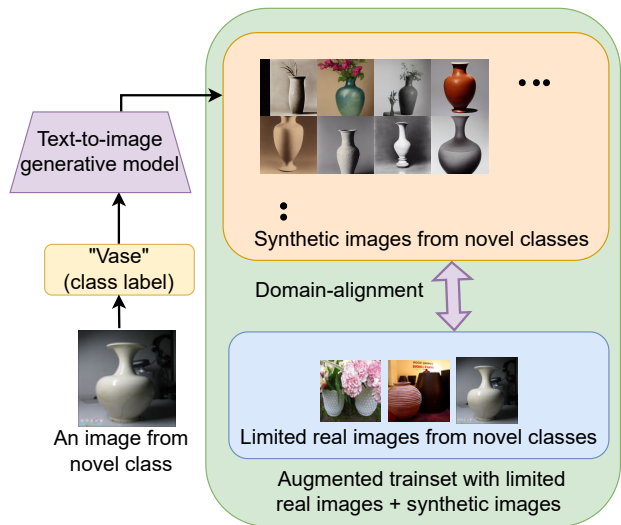 Text-to-image
generative model
"Vase"
(class label)
An image from
novel class
Synthetic images from novel classes
Domain-alignment
Limited real images from novel classes
Augmented trainset with limited
real images + synthetic images